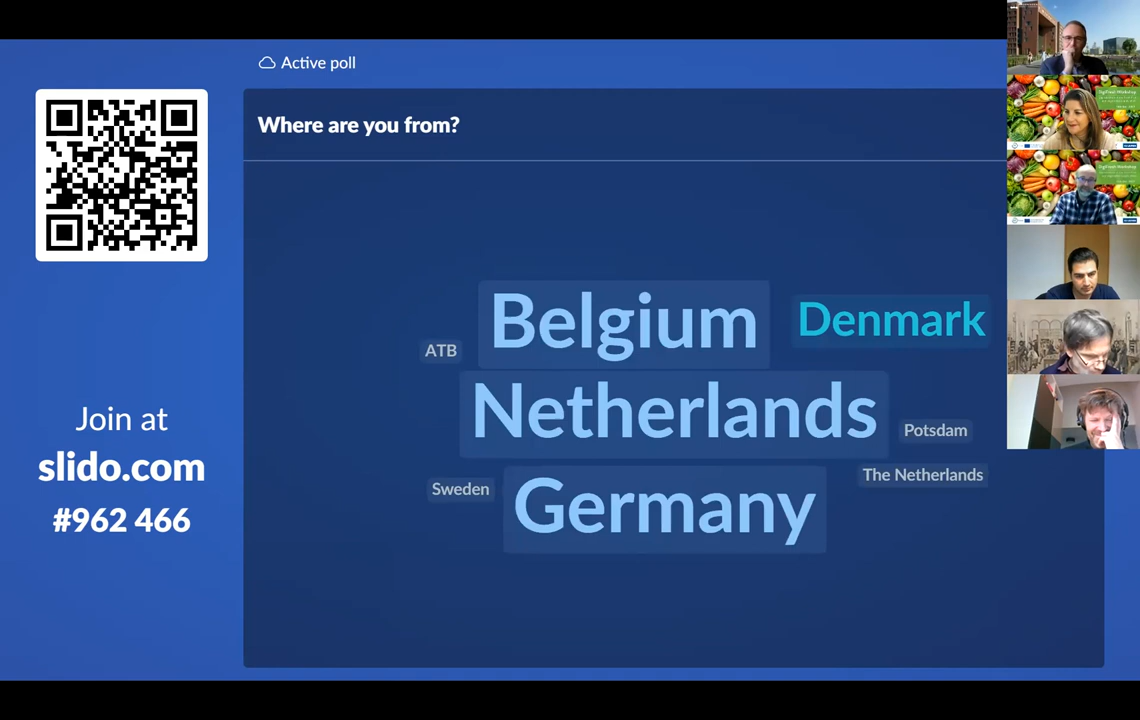 Active poll
Where are you from?
Join at
slido.com
#962 466
Belgium
Denmark
ATB
Netherlands
Potsdam
The Netherlands
Sweden
Germany